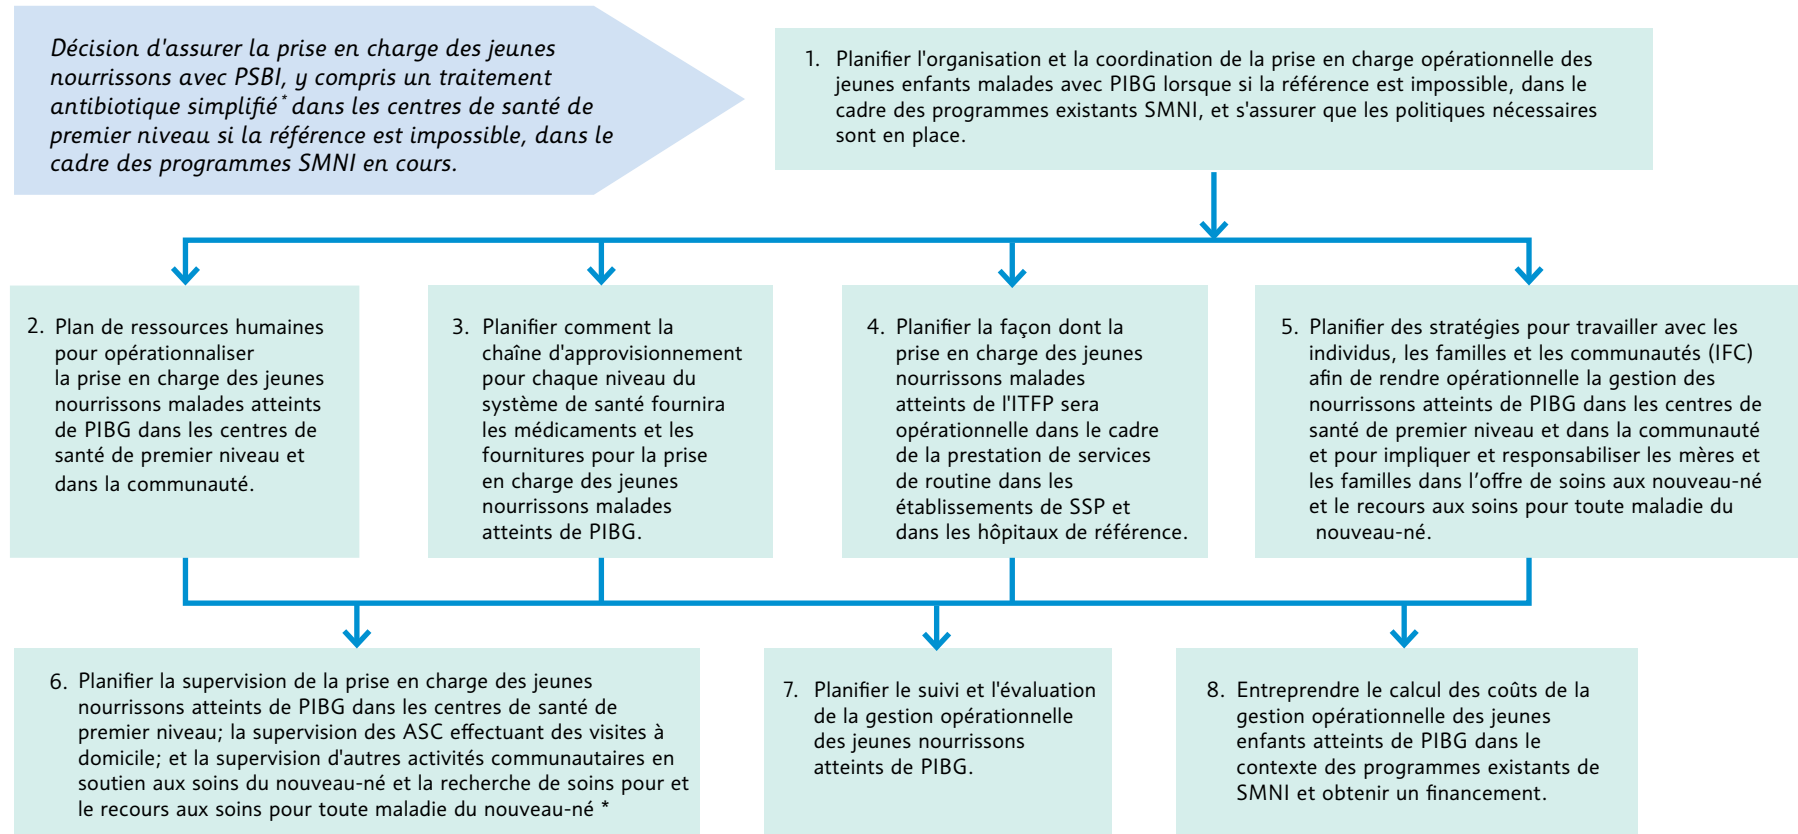 Décision d'assurer la prise en charge des jeunes
nourrissons avec PSBI, y compris un traitement
antibiotique simplifié* dans les centres de santé de
premier niveau si la référence est impossible, dans le
cadre des programmes SMNI en cours.
1. Planifier l'organisation et la coordination de la prise en charge opérationnelle des
jeunes enfants malades avec PIBG lorsque si la référence est impossible, dans le
cadre des programmes existants SMNI, et s'assurer que les politiques nécessaires
sont en place.
2. Plan de ressources humaines
pour opérationnaliser
la prise en charge des jeunes
nourrissons malades atteints
de PIBG dans les centres de
santé de premier niveau et
dans la communauté.
3. Planifier comment la
chaîne d'approvisionnement
pour chaque niveau du
système de santé fournira
les médicaments et les
fournitures pour la prise
en charge des jeunes
nourrissons malades
atteints de PIBG.
4. Planifier la façon dont la
prise en charge des jeunes
nourrissons malades
atteints de l'ITFP sera
opérationnelle dans le cadre
de la prestation de services
de routine dans les
établissements de SSP et
dans les hôpitaux de référence.
5. Planifier des stratégies pour travailler avec les
individus, les familles et les communautés (IFC)
afin de rendre opérationnelle la gestion des
nourrissons atteints de PIBG dans les centres de
santé de premier niveau et dans la communauté
et pour impliquer et responsabiliser les mères et
les familles dans l’offre de soins aux nouveau-né
et le recours aux soins pour toute maladie du
nouveau-né.
6. Planifier la supervision de la prise en charge des jeunes
nourrissons atteints de PIBG dans les centres de santé de
premier niveau; la supervision des ASC effectuant des visites à
domicile; et la supervision d'autres activités communautaires en
soutien aux soins du nouveau-né et la recherche de soins pour et
le recours aux soins pour toute maladie du nouveau-né *
7. Planifier le suivi et l'évaluation
de la gestion opérationnelle
des jeunes nourrissons
atteints de PIBG.
8. Entreprendre le calcul des coûts de la
gestion opérationnelle des jeunes
enfants atteints de PIBG dans le
contexte des programmes existants de
SMNI et obtenir un financement.